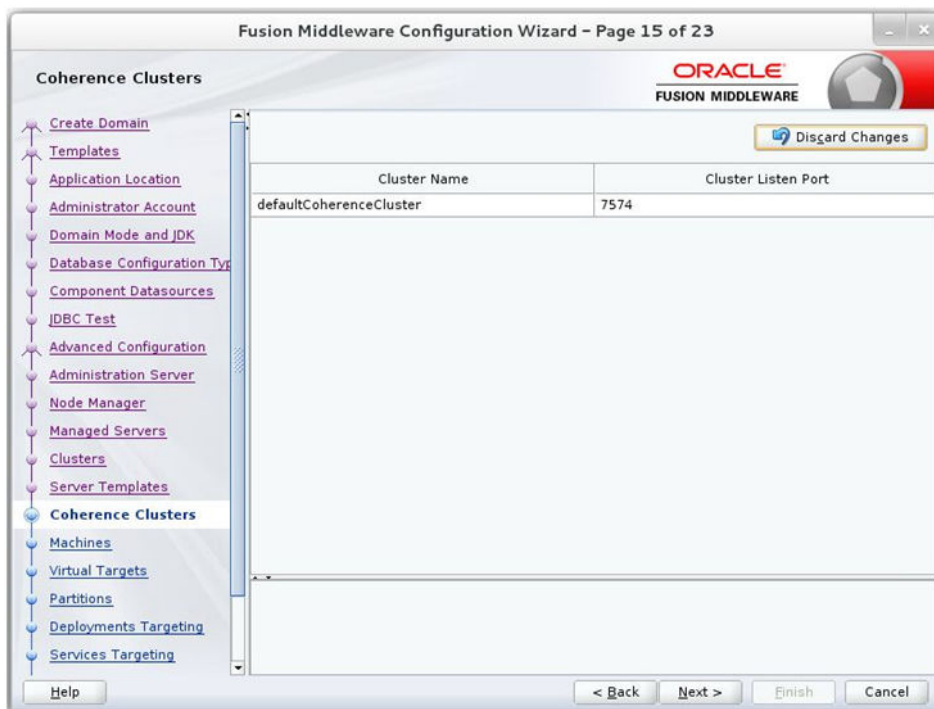 Fusion Middleware Configuration Wizard – Page 15 of 23
Coherence Clusters
ORACLE
FUSION MIDDLEWARE
Create Domain
Templates
Application Location
Administrator Account
Domain Mode and JDK
Database Configuration Typ
Component Datasources
JDBC Test
Advanced Configuration
Administration Server
Node Manager
Managed Servers
Clusters
Server Templates
Coherence Clusters
Machines
Virtual Targets
Partitions
Deployments Targeting
Services Targeting
Discard Changes
Cluster Name Cluster Listen Port
defaultCoherenceCluster 7574
Help < Back Next > Finish Cancel